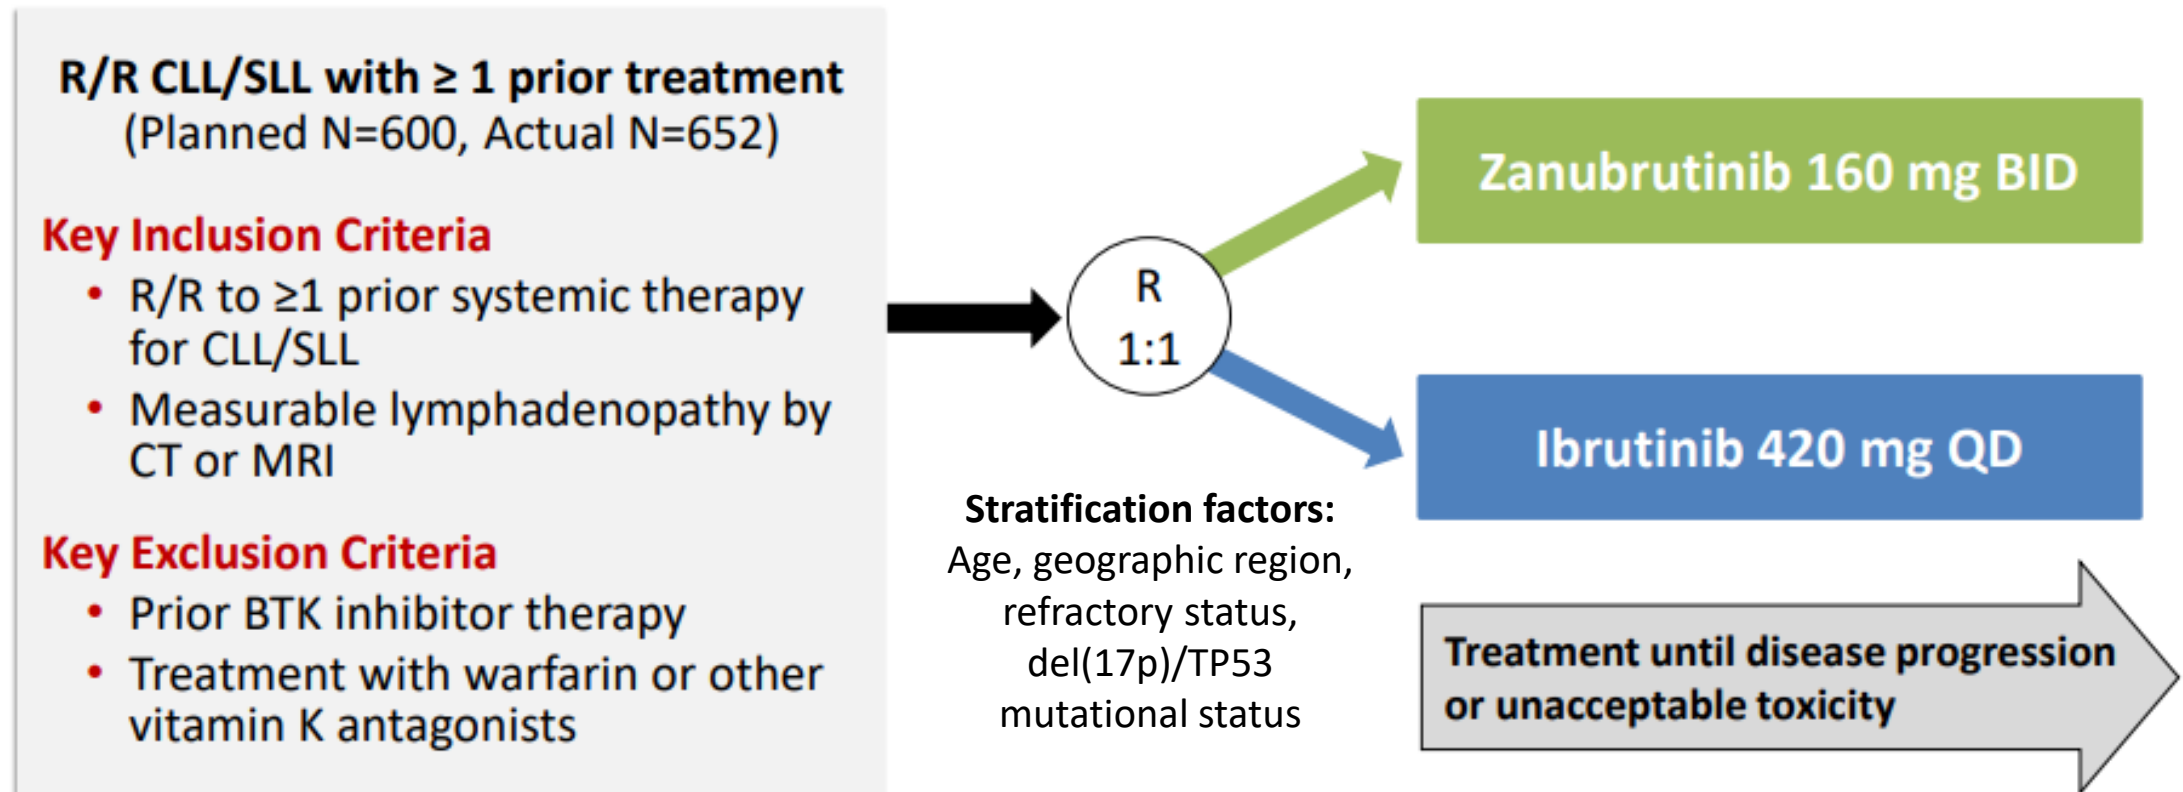 R/R CLL/SLL with ≥ 1 prior treatment
(Planned N=600, Actual N=652)
Key Inclusion Criteria
• R/R to ≥1 prior systemic therapy
for CLL/SLL
• Measurable lymphadenopathy by
CT or MRI
Key Exclusion Criteria
• Prior BTK inhibitor therapy
• Treatment with warfarin or other
vitamin K antagonists
R
1:1
Stratification factors:
Age, geographic region,
refractory status,
del(17p)/TP53
mutational status
Zanubrutinib 160 mg BID
Ibrutinib 420 mg QD
Treatment until disease progression
or unacceptable toxicity